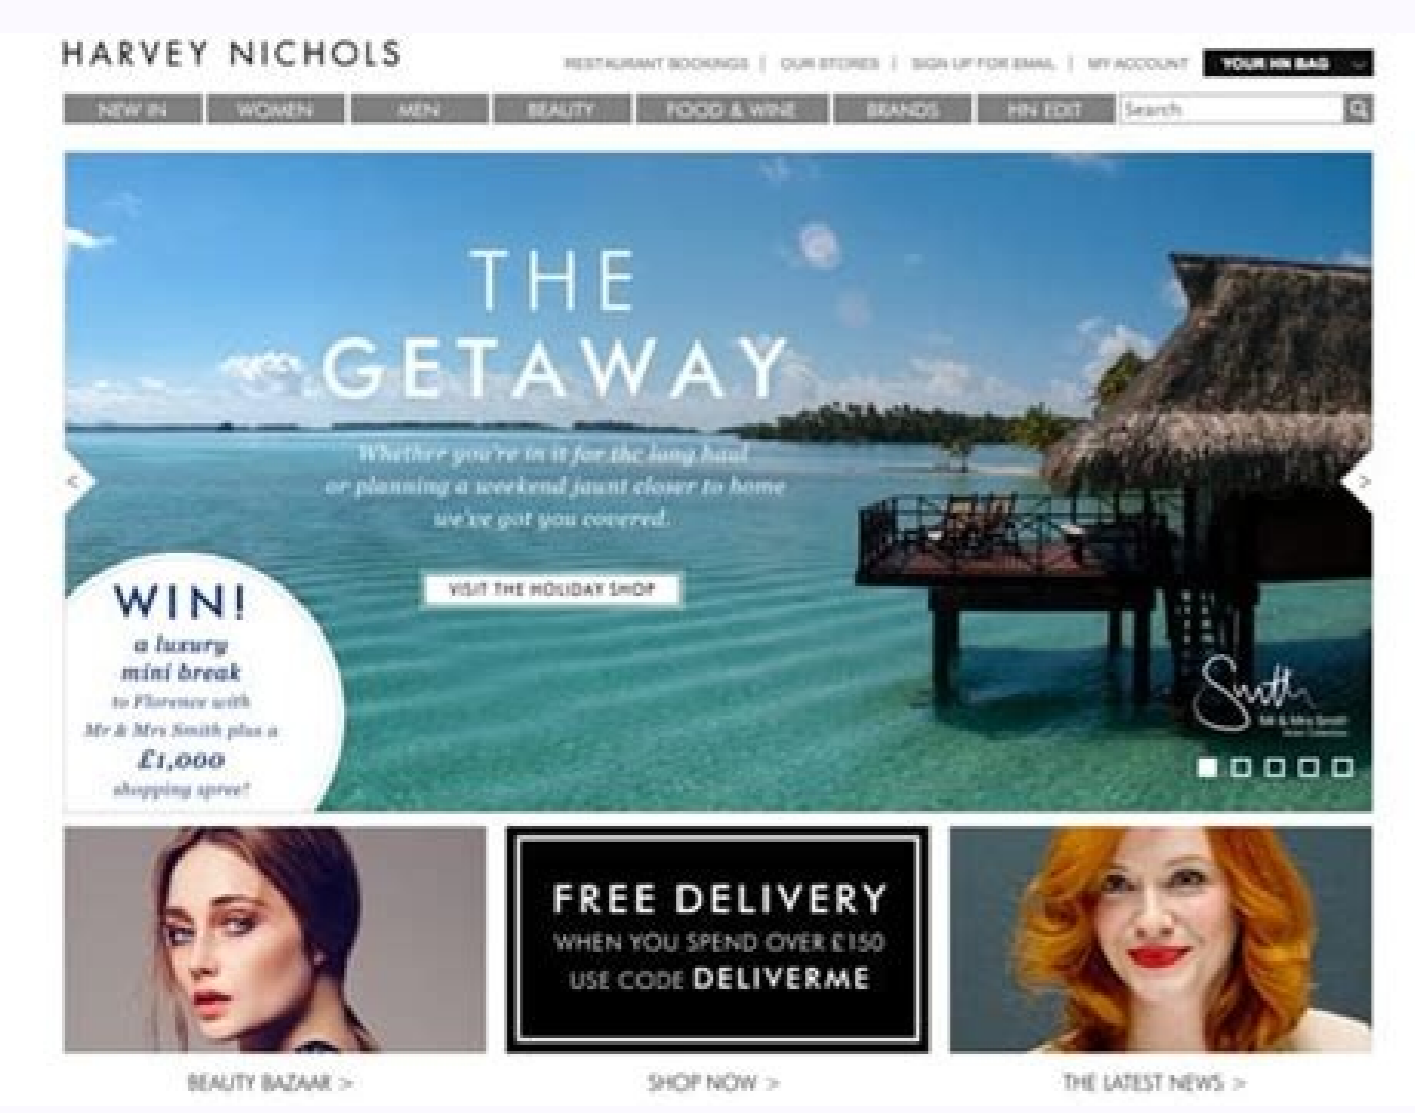 HARVEY NICHOLS
RESTAURANT BOOKINGS | OUR STORES | SIGN UP FOR EMAIL | MY ACCOUNT
YOUR HN BAG
NEW IN
WOMEN
MEN
BEAUTY
FOOD & WINE
BRANDS
HN EDIT
Search
THE
GETAWAY
Whether you're in it for the long haul
or planning a weekend jaunt closer to home
we've got you covered.
<
>
VISIT THE HOLIDAY SHOP
WIN!
a luxury
mini break
to Florence with
Mr & Mrs Smith plus a
£1,000
shopping spree!
Smith
Mr & Mrs Smith
FREE DELIVERY
WHEN YOU SPEND OVER £150
USE CODE DELIVERME
BEAUTY BAZAAR >
SHOP NOW >
THE LATEST NEWS >